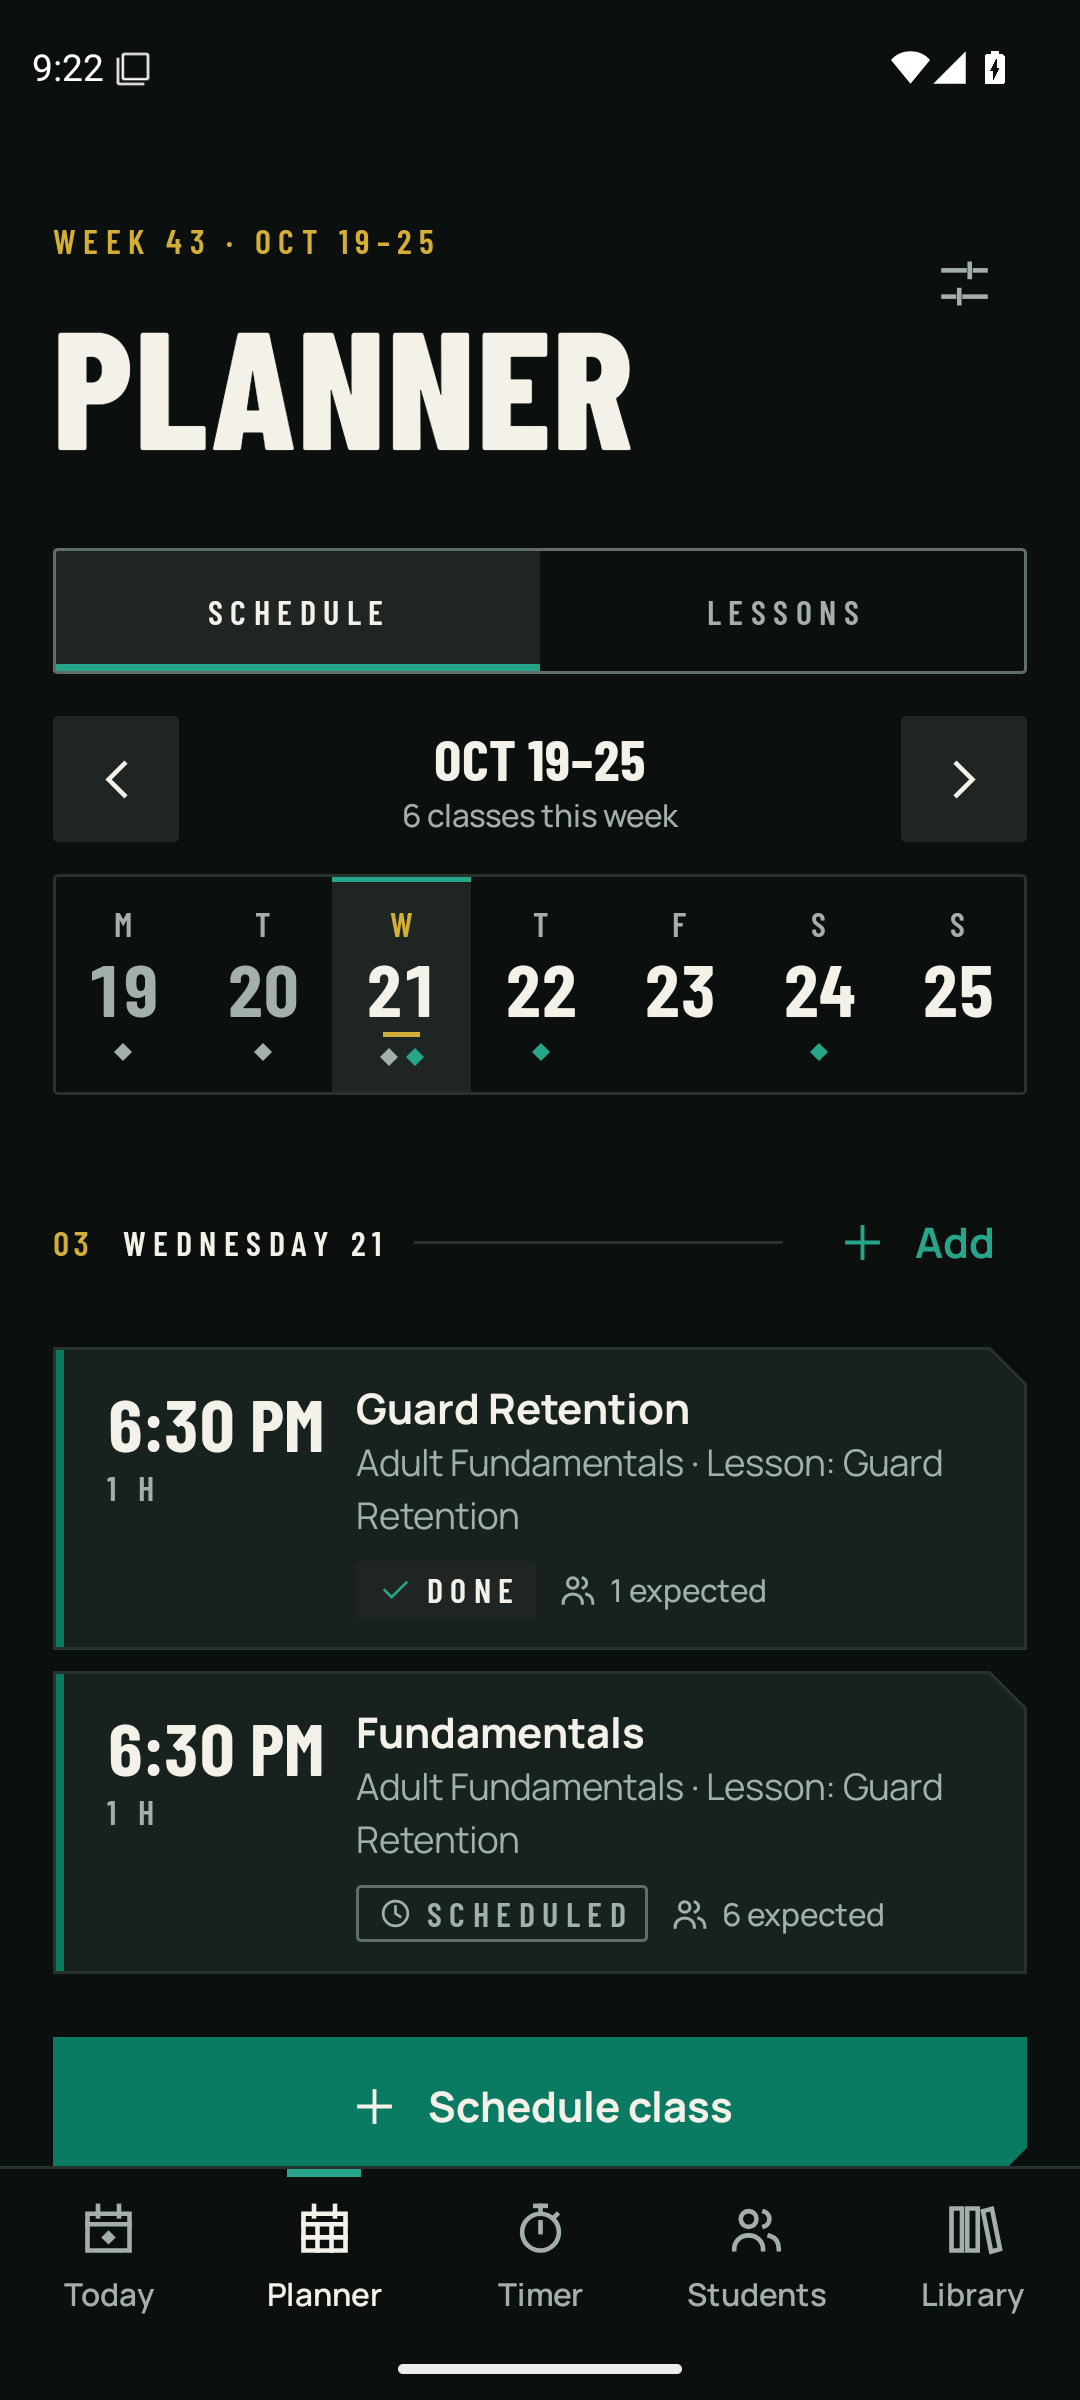 9:22
WEEK 43 · OCT 19–25
PLANNER
SCHEDULE LESSONS
OCT 19–25
6 classes this week
M T W T F S S
19 20 21 22 23 24 25
03 WEDNESDAY 21 Add
6:30 PM Guard Retention
1 H Adult Fundamentals · Lesson: Guard
Retention
DONE 1 expected
6:30 PM Fundamentals
1 H Adult Fundamentals · Lesson: Guard
Retention
SCHEDULED 6 expected
Schedule class
Today Planner Timer Students Library